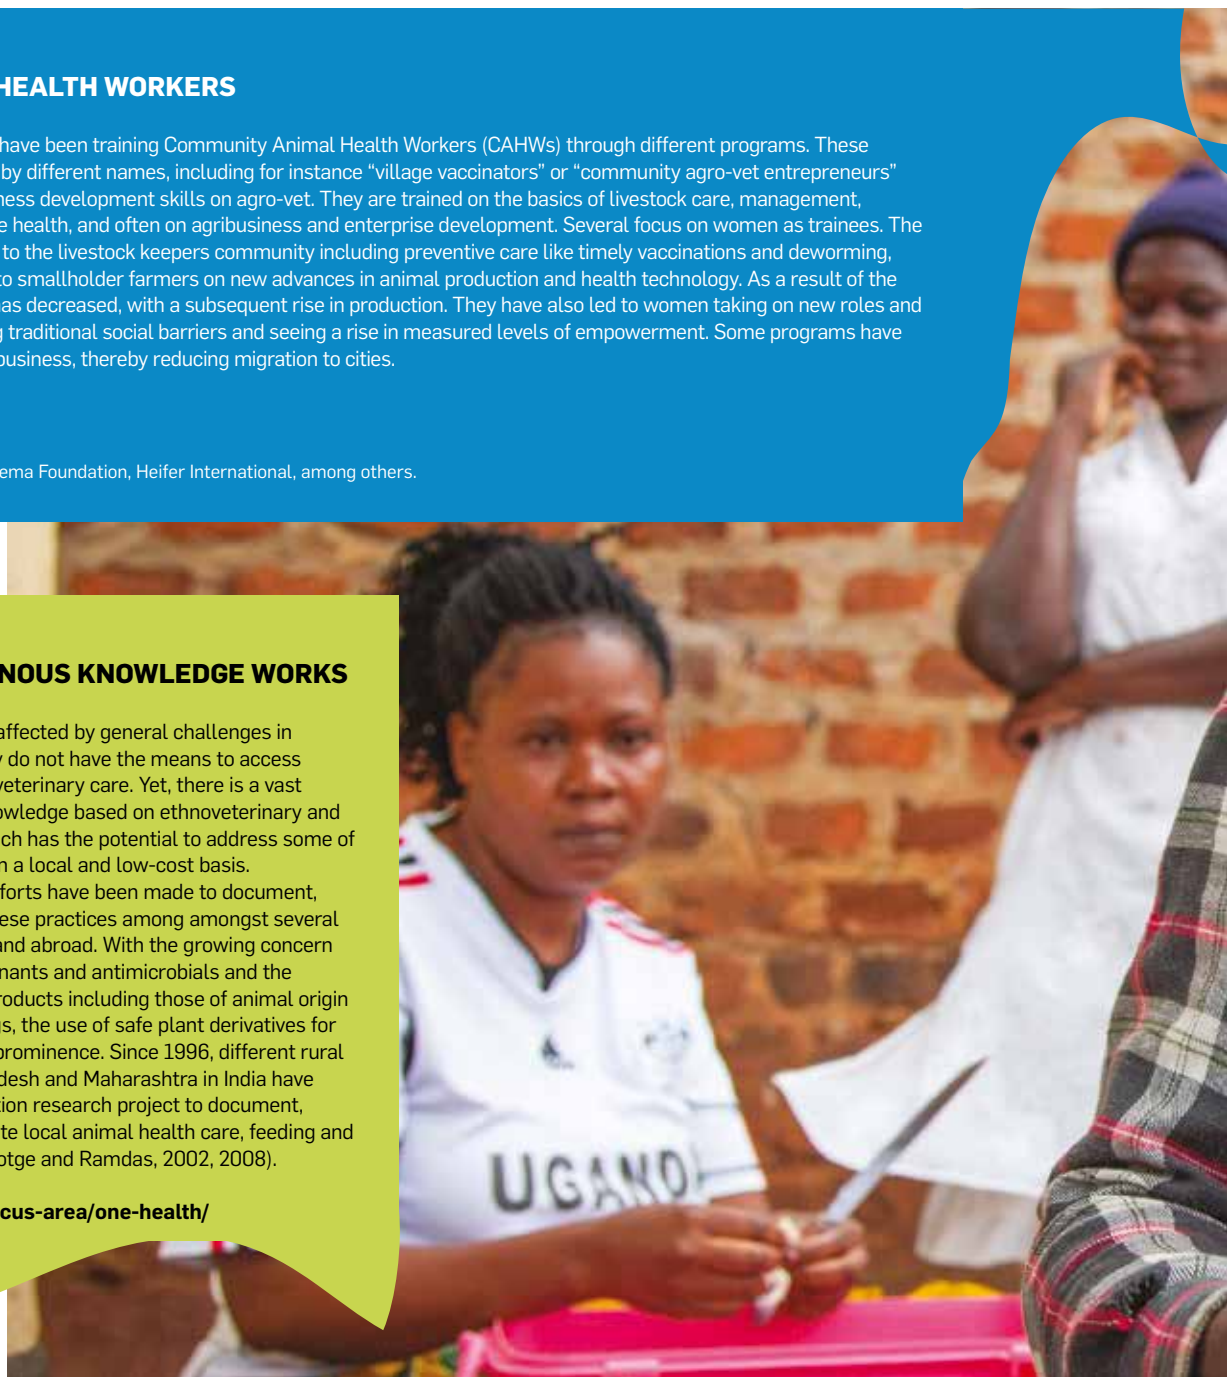 HEALTH WORKERS
have been training Community Animal Health Workers (CAHWs) through different programs. These
by different names, including for instance “village vaccinators” or “community agro-vet entrepreneurs”
ness development skills on agro-vet. They are trained on the basics of livestock care, management,
e health, and often on agribusiness and enterprise development. Several focus on women as trainees. The
to the livestock keepers community including preventive care like timely vaccinations and deworming,
to smallholder farmers on new advances in animal production and health technology. As a result of the
has decreased, with a subsequent rise in production. They have also led to women taking on new roles and
g traditional social barriers and seeing a rise in measured levels of empowerment. Some programs have
business, thereby reducing migration to cities.
ema Foundation, Heifer International, among others.
NOUS KNOWLEDGE WORKS
affected by general challenges in
y do not have the means to access
veterinary care. Yet, there is a vast
owledge based on ethnoveterinary and
ch has the potential to address some of
n a local and low-cost basis.
forts have been made to document,
ese practices among amongst several
and abroad. With the growing concern
nants and antimicrobials and the
roducts including those of animal origin
gs, the use of safe plant derivatives for
prominence. Since 1996, different rural
desh and Maharashtra in India have
tion research project to document,
te local animal health care, feeding and
otge and Ramdas, 2002, 2008).
cus-area/one-health/
UGAND